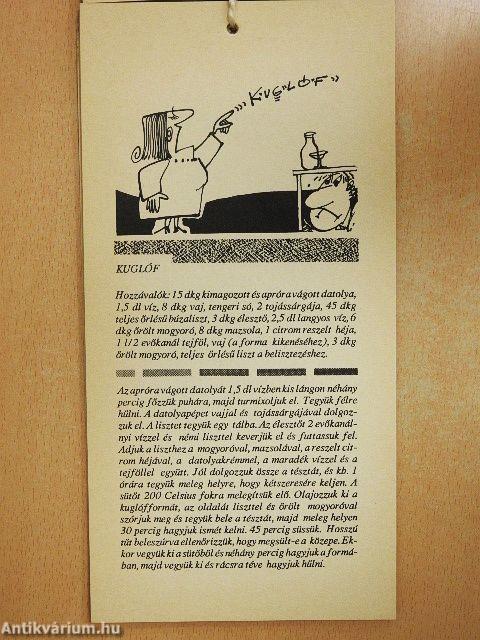 ,,, KUG"LÓF"
KUGLÓF
Hozzávalók: 15 dkg kimagozott és apróra vágott datolya,
1,5 dl víz, 8 dkg vaj, tengeri só, 2 tojássárgája, 45 dkg
teljes őrlésű búzaliszt, 3 dkg élesztő, 2,5 dl langyos víz, 6
dkg őrölt mogyoró, 8 dkg mazsola, 1 citrom reszelt héja,
1 1/2 evőkanál tejföl, vaj (a forma kikenéséhez), 3 dkg
őrölt mogyoró, teljes őrlésű liszt a belisztezéshez.
Az apróra vágott datolyát 1,5 dl vízben kis lángon néhány
percig főzzük puhára, majd turmixoljuk el. Tegyük félre
hűlni. A datolyapépet vajjal és tojássárgájával dolgoz-
zuk el. A lisztet tegyük egy tálba. Az élesztőt 2 evőkanál-
nyi vízzel és némi liszttel keverjük el és futtassuk fel.
Adjuk a liszthez a mogyoróval, mazsolával, a reszelt cit-
rom héjával, a datolyakrémmel, a maradék vízzel és a
tejföllel együtt. Jól dolgozzuk össze a tésztát, és kb. 1
órára tegyük meleg helyre, hogy kétszeresére keljen. A
sütőt 200 Celsius fokra melegítsük elő. Olajozzuk ki a
kuglófformát, az oldalát liszttel és őrölt mogyoróval
szórjuk meg és tegyük bele a tésztát, majd meleg helyen
30 percig hagyjuk ismét kelni. 45 percig süssük. Hosszú
tűt beleszúrva ellenőrizzük, hogy megsült-e a közepe. Ek-
kor vegyük ki a sütőből és néhány percig hagyjuk a formá-
ban, majd vegyük ki és rácsra téve hagyjuk hűlni.
Antikvárium.hu